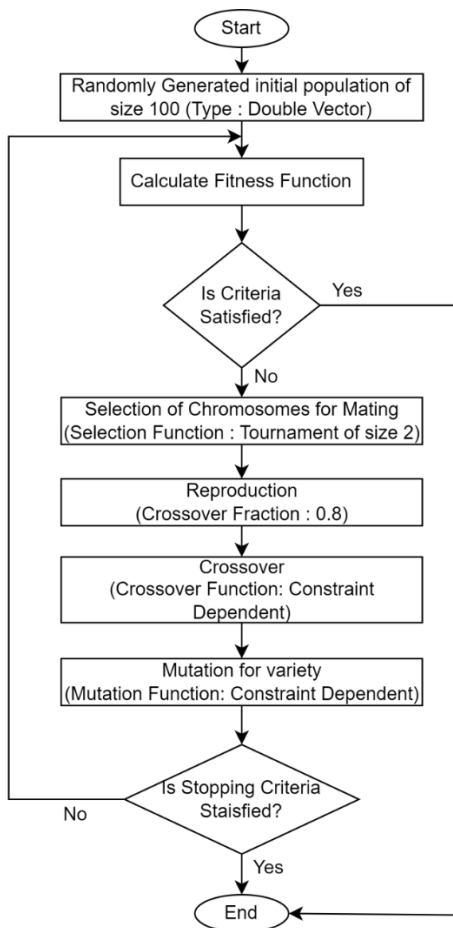 Start
Randomly Generated initial population of
size 100 (Type : Double Vector)
Calculate Fitness Function
Is Criteria
Satisfied?
Yes
No
Selection of Chromosomes for Mating
(Selection Function : Tournament of size 2)
Reproduction
(Crossover Fraction : 0.8)
Crossover
(Crossover Function: Constraint
Dependent)
Mutation for variety
(Mutation Function: Constraint Dependent)
Is Stopping Criteria
Staisfied?
No
Yes
End